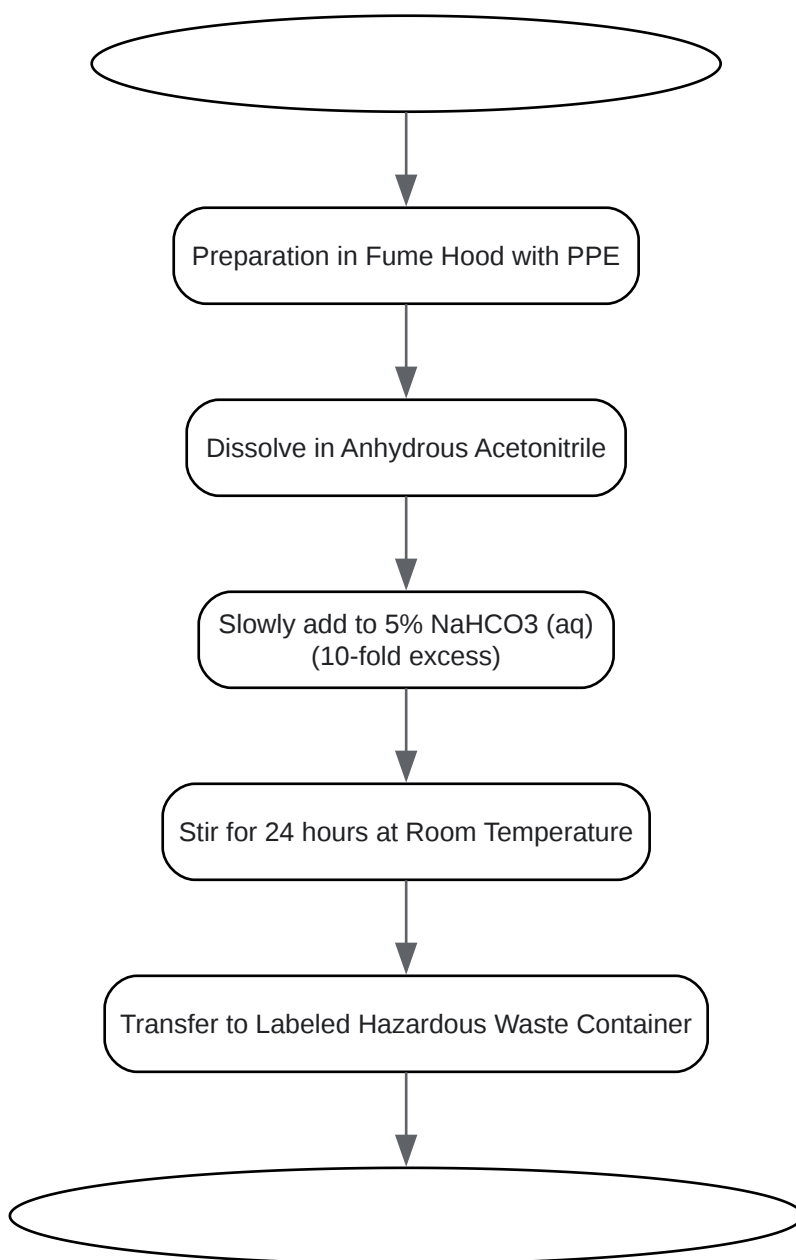 Preparation in Fume Hood with PPE
Dissolve in Anhydrous Acetonitrile
Slowly add to 5% NaHCO3 (aq)
(10-fold excess)
Stir for 24 hours at Room Temperature
Transfer to Labeled Hazardous Waste Container